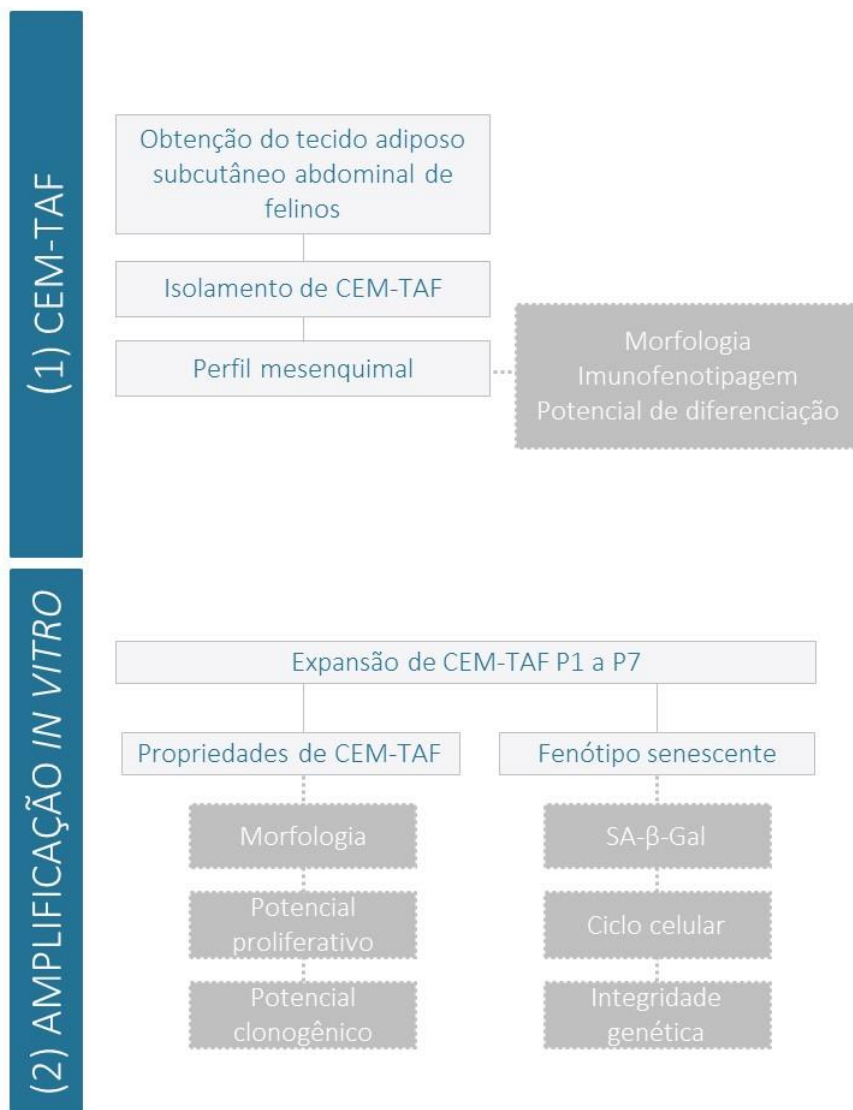 (1) CEM-TAF
Obtenção do tecido adiposo
subcutâneo abdominal de
felinos
Isolamento de CEM-TAF
Perfil mesenquimal
Morfologia
Imunofenotipagem
Potencial de diferenciação
(2) AMPLIFICAÇÃO IN VITRO
Expansão de CEM-TAF P1 a P7
Propriedades de CEM-TAF
Morfologia
Potencial
proliferativo
Potencial
clonogênico
Fenótipo senescente
SA-β-Gal
Ciclo celular
Integridade
genética